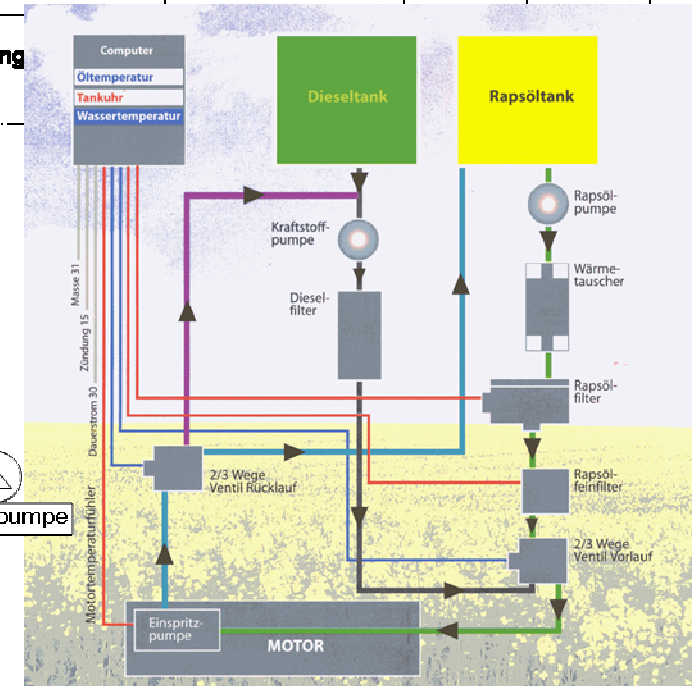 ng
Computer
Öltemperatur
Tankuhr
Wassertemperatur
Dieseltank
Rapsöltank
Rapsöl-
pumpe
Kraftstoff-
pumpe
Wärme-
tauscher
Masse 31
Diesel-
filter
Zündung 15
Rapsöl-
filter
Dauerstrom 30
2/3 Wege
Ventil Rücklauf
Rapsöl-
feinfilter
pumpe
Motortemperaturfühler
2/3 Wege
Ventil Vorlauf
Einspritz-
pumpe
MOTOR